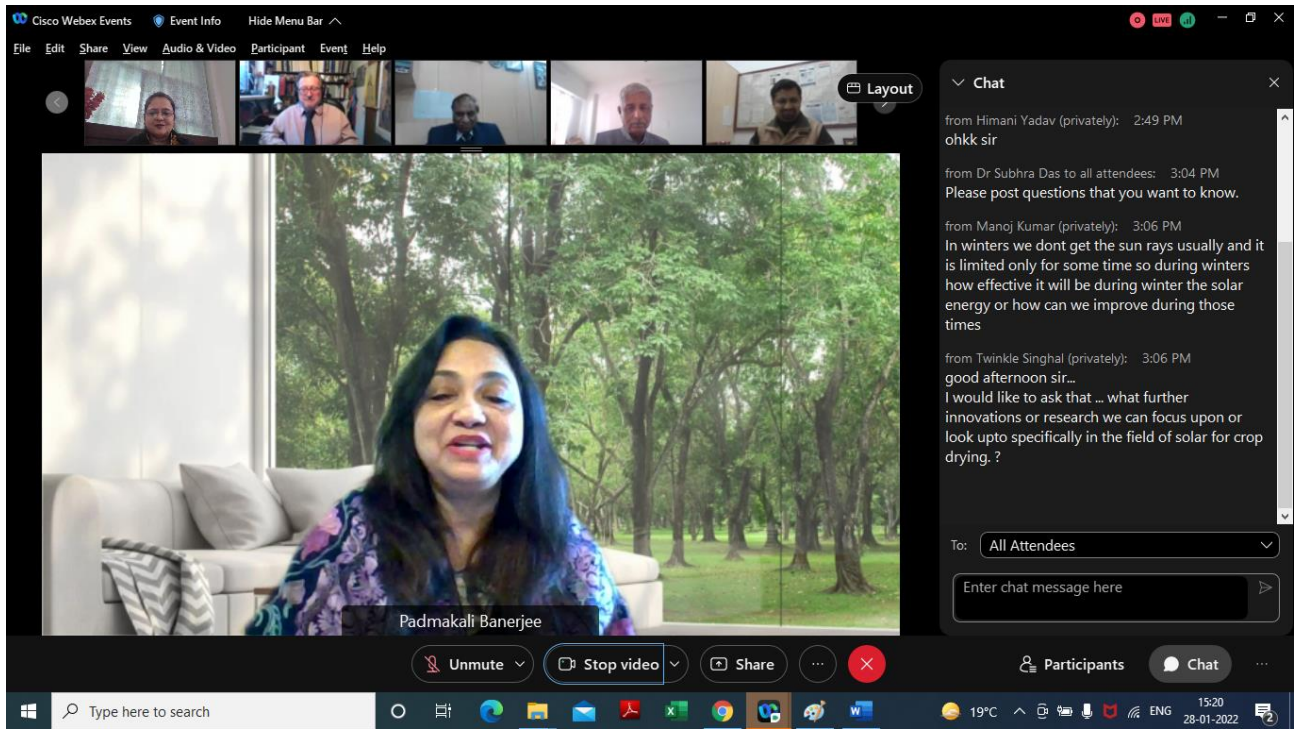 Cisco Webex Events
Event Info
Hide Menu Bar
LIVE
File Edit Share View Audio & Video Participant Event Help
Layout
Chat
from Himani Yadav (privately): 2:49 PM
ohkk sir
from Dr Subhra Das to all attendees: 3:04 PM
Please post questions that you want to know.
from Manoj Kumar (privately): 3:06 PM
In winters we dont get the sun rays usually and it
is limited only for some time so during winters
how effective it will be during winter the solar
energy or how can we improve during those
times
from Twinkle Singhal (privately): 3:06 PM
good afternoon sir...
I would like to ask that ... what further
innovations or research we can focus upon or
look upto specifically in the field of solar for crop
drying. ?
To: All Attendees
Enter chat message here
Padmakali Banerjee
Unmute
Stop video
Share
Participants
Chat
Type here to search
19°C
ENG
15:20
28-01-2022
2